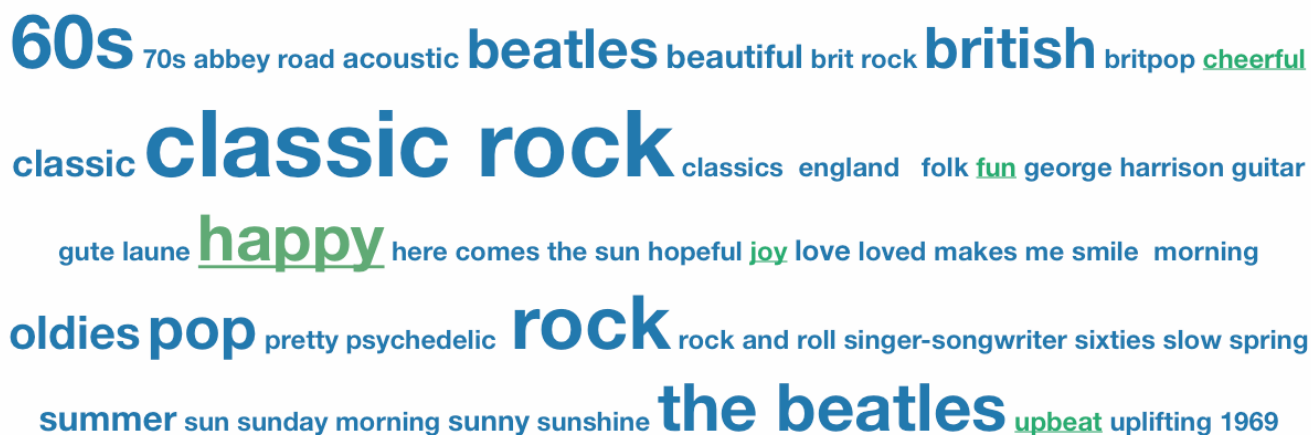 60s 70s abbey road acoustic beatles beautiful brit rock british britpop cheerful
classic classic rock classics england folk fun george harrison guitar
gute laune happy here comes the sun hopeful joy love loved makes me smile morning
oldies pop pretty psychedelic rock rock and roll singer-songwriter sixties slow spring
summer sun sunday morning sunny sunshine the beatles upbeat uplifting 1969